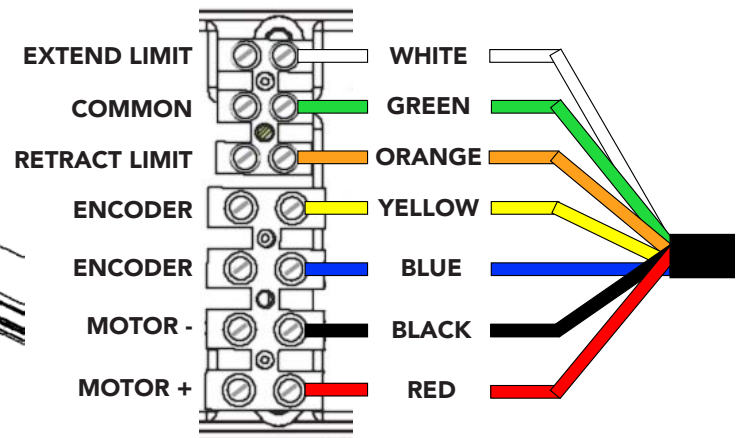 EXTEND LIMIT WHITE
COMMON GREEN
RETRACT LIMIT ORANGE
ENCODER YELLOW
ENCODER BLUE
MOTOR - BLACK
MOTOR + RED